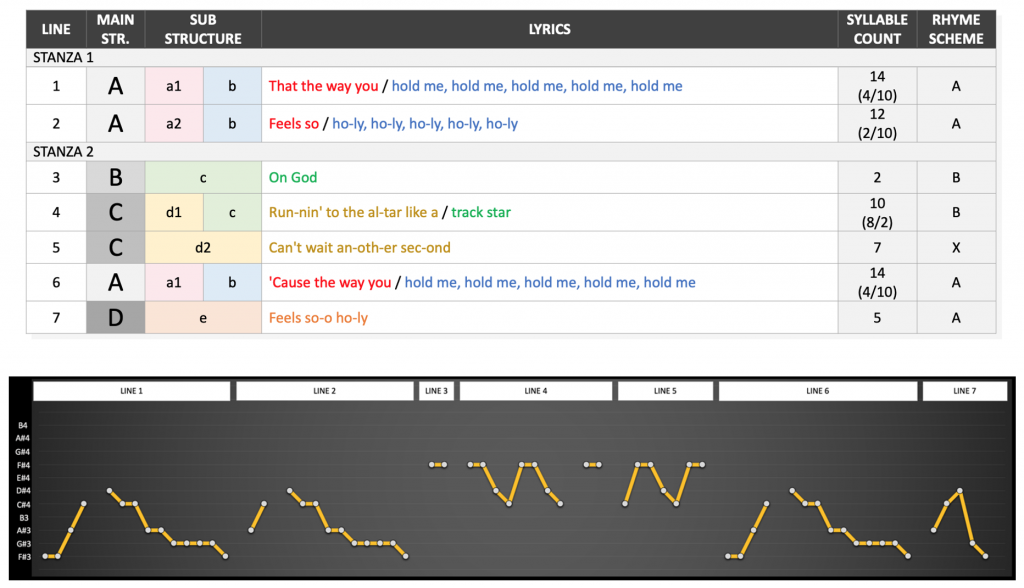 LINE MAIN STR. SUB STRUCTURE LYRICS SYLLABLE COUNT RHYME SCHEME
STANZA 1
1 A a1 b That the way you / hold me, hold me, hold me, hold me, hold me 14 (4/10) A
2 A a2 b Feels so / ho-ly, ho-ly, ho-ly, ho-ly, ho-ly 12 (2/10) A
STANZA 2
3 B c On God 2 B
4 C d1 c Run-nin' to the al-tar like a / track star 10 (8/2) B
5 C d2 Can't wait an-oth-er sec-ond 7 X
6 A a1 b 'Cause the way you / hold me, hold me, hold me, hold me, hold me 14 (4/10) A
7 D e Feels so-o ho-ly 5 A
LINE 1 LINE 2 LINE 3 LINE 4 LINE 5 LINE 6 LINE 7
B4
A#4
G#4
F#4
E#4
D#4
C#4
B3
A#3
G#3
F#3